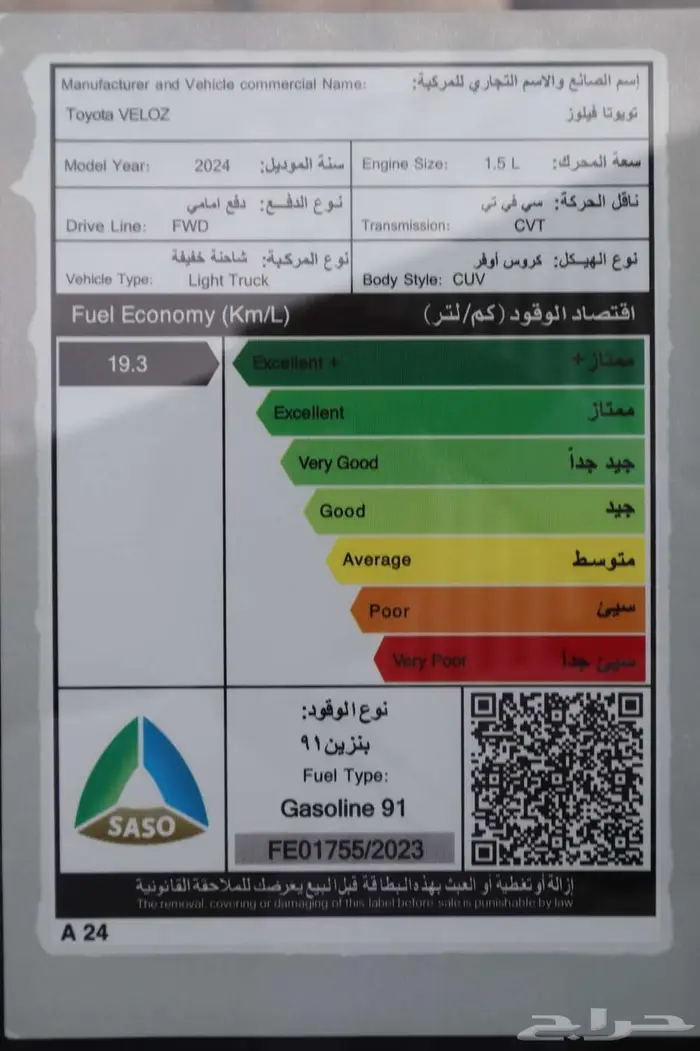 Manufacturer and Vehicle commercial Name: إسم الصانع والاسم التجاري للمركبة:
Toyota VELOZ تويوتا فيلوز
Model Year: 2024 سنة الموديل: Engine Size: 1.5 L سعة المحرك:
نوع الدفع: دفع امامي ناقل الحركة: سي في تي
Drive Line: FWD Transmission: CVT
نوع المركبة: شاحنة خفيفة نوع الهيكل: كروس أوفر
Vehicle Type: Light Truck Body Style: CUV
Fuel Economy (Km/L) اقتصاد الوقود (كم/لتر)
19.3 Excellent + ممتاز +
Excellent ممتاز
Very Good جيد جداً
Good جيد
Average متوسط
Poor سيئ
Very Poor سيئ جداً
نوع الوقود:
بنزين ٩١
Fuel Type:
Gasoline 91
SASO
FE01755/2023
إزالة أو تغطية أو العبث بهذه البطاقة قبل البيع يعرضك للملاحقة القانونية
The removal, covering or damaging of this label before sale is punishable by law
A 24
حراج